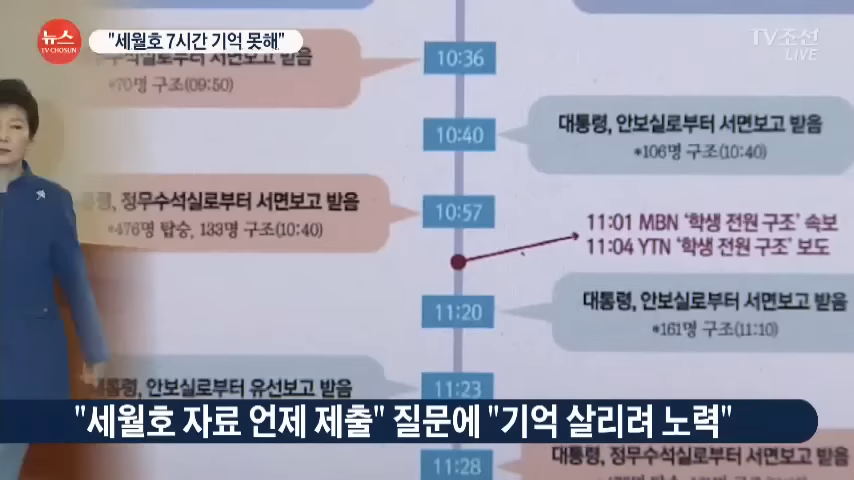 뉴스
TV CHOSUN
"세월호 7시간 기억 못해"
TV조선
LIVE
수석실로부터 서면보고 받음
*70명 구조(09:50)
10:36
10:40
대통령, 안보실로부터 서면보고 받음
*106명 구조(10:40)
정무수석실로부터 서면보고 받음
*476명 탑승, 133명 구조(10:40)
10:57
11:01 MBN '학생 전원 구조' 속보
11:04 YTN '학생 전원 구조' 보도
11:20
대통령, 안보실로부터 서면보고 받음
*161명 구조(11:10)
대통령, 안보실로부터 유선보고 받음
11:23
"세월호 자료 언제 제출" 질문에 "기억 살리려 노력"
11:28
대통령, 정무수석실로부터 서면보고 받음